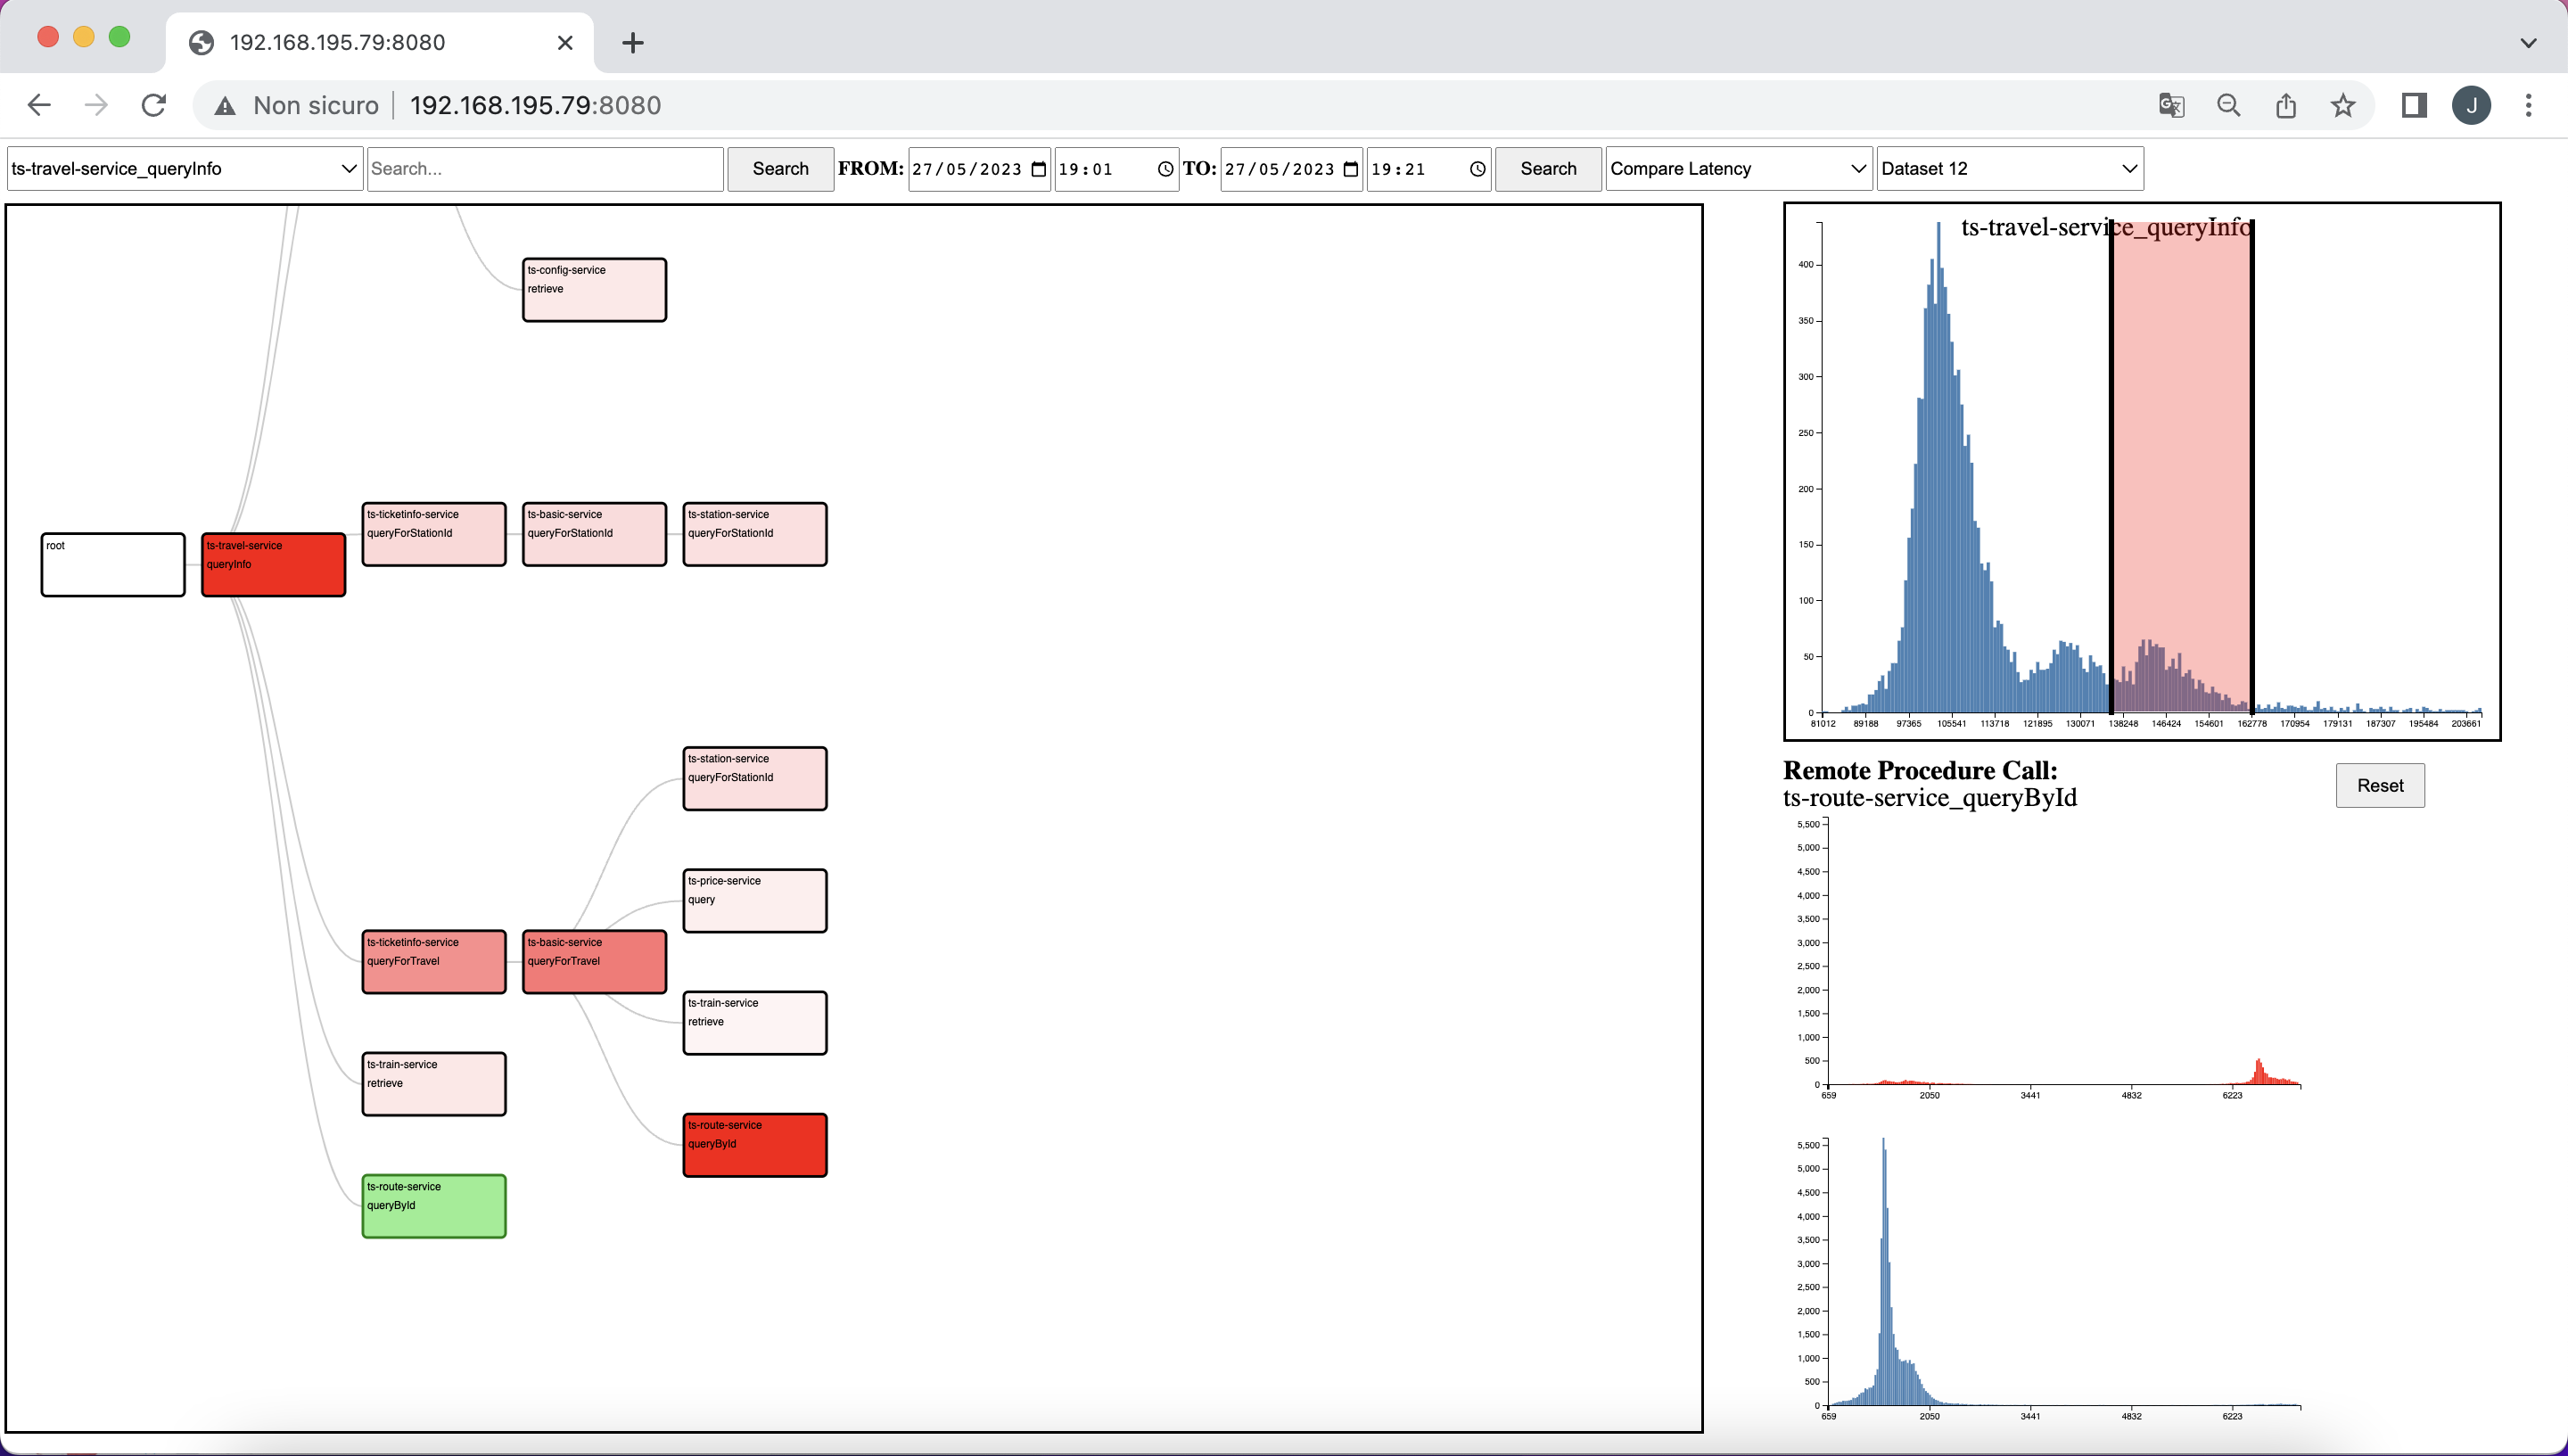 192.168.195.79:8080
Non sicuro 192.168.195.79:8080
J
ts-travel-service_queryInfo Search... Search FROM: 27/05/2023 19:01 TO: 27/05/2023 19:21 Search Compare Latency Dataset 12
ts-config-service
retrieve
root
ts-travel-service
queryInfo
ts-ticketinfo-service
queryForStationId
ts-basic-service
queryForStationId
ts-station-service
queryForStationId
ts-station-service
queryForStationId
ts-price-service
query
ts-ticketinfo-service
queryForTravel
ts-basic-service
queryForTravel
ts-train-service
retrieve
ts-train-service
retrieve
ts-route-service
queryById
ts-route-service
queryById
ts-travel-service_queryInfo
400
350
300
250
200
150
100
50
0
81012 89188 97365 105541 113718 121895 130071 138248 146424 154601 162778 170954 179131 187307 195484 203661
Remote Procedure Call:
ts-route-service_queryById
Reset
5,500
5,000
4,500
4,000
3,500
3,000
2,500
2,000
1,500
1,000
500
0
659 2050 3441 4832 6223
5,500
5,000
4,500
4,000
3,500
3,000
2,500
2,000
1,500
1,000
500
0
659 2050 3441 4832 6223